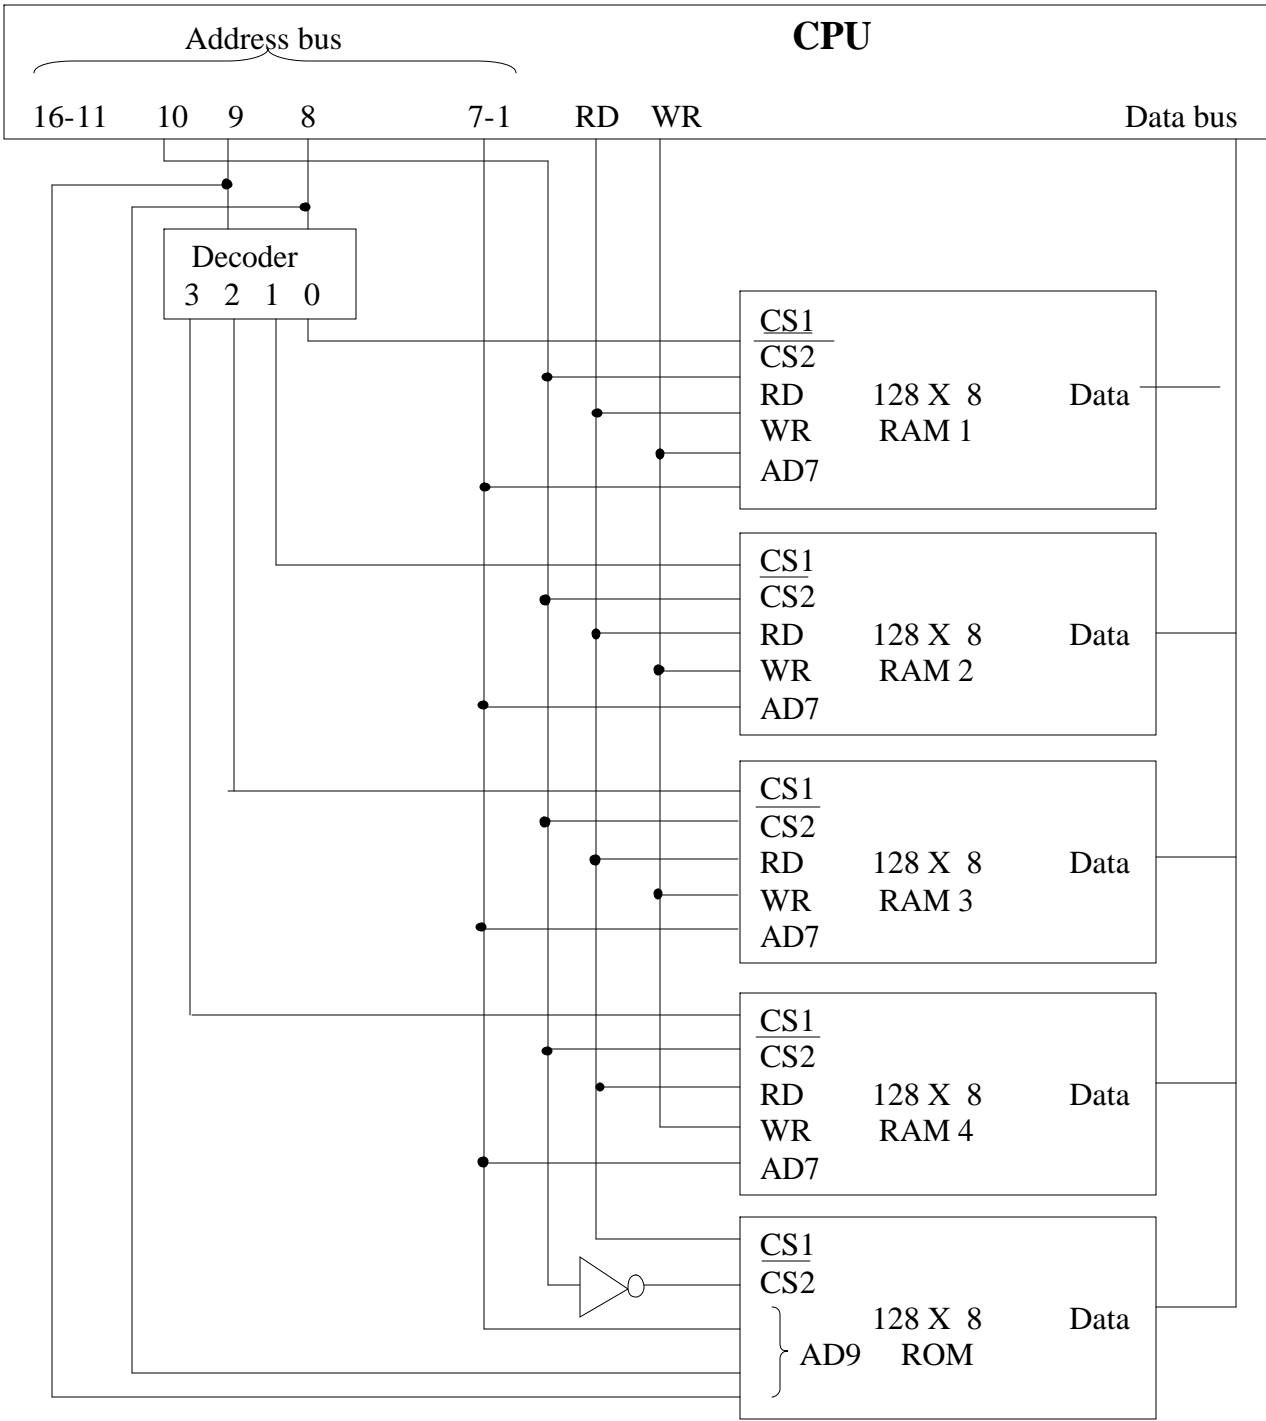 Address bus CPU
16-11 10 9 8 7-1 RD WR Data bus
Decoder
3 2 1 0
CS1
CS2
RD 128 X 8 Data
WR RAM 1
AD7
CS1
CS2
RD 128 X 8 Data
WR RAM 2
AD7
CS1
CS2
RD 128 X 8 Data
WR RAM 3
AD7
CS1
CS2
RD 128 X 8 Data
WR RAM 4
AD7
CS1
CS2
128 X 8 Data
AD9 ROM